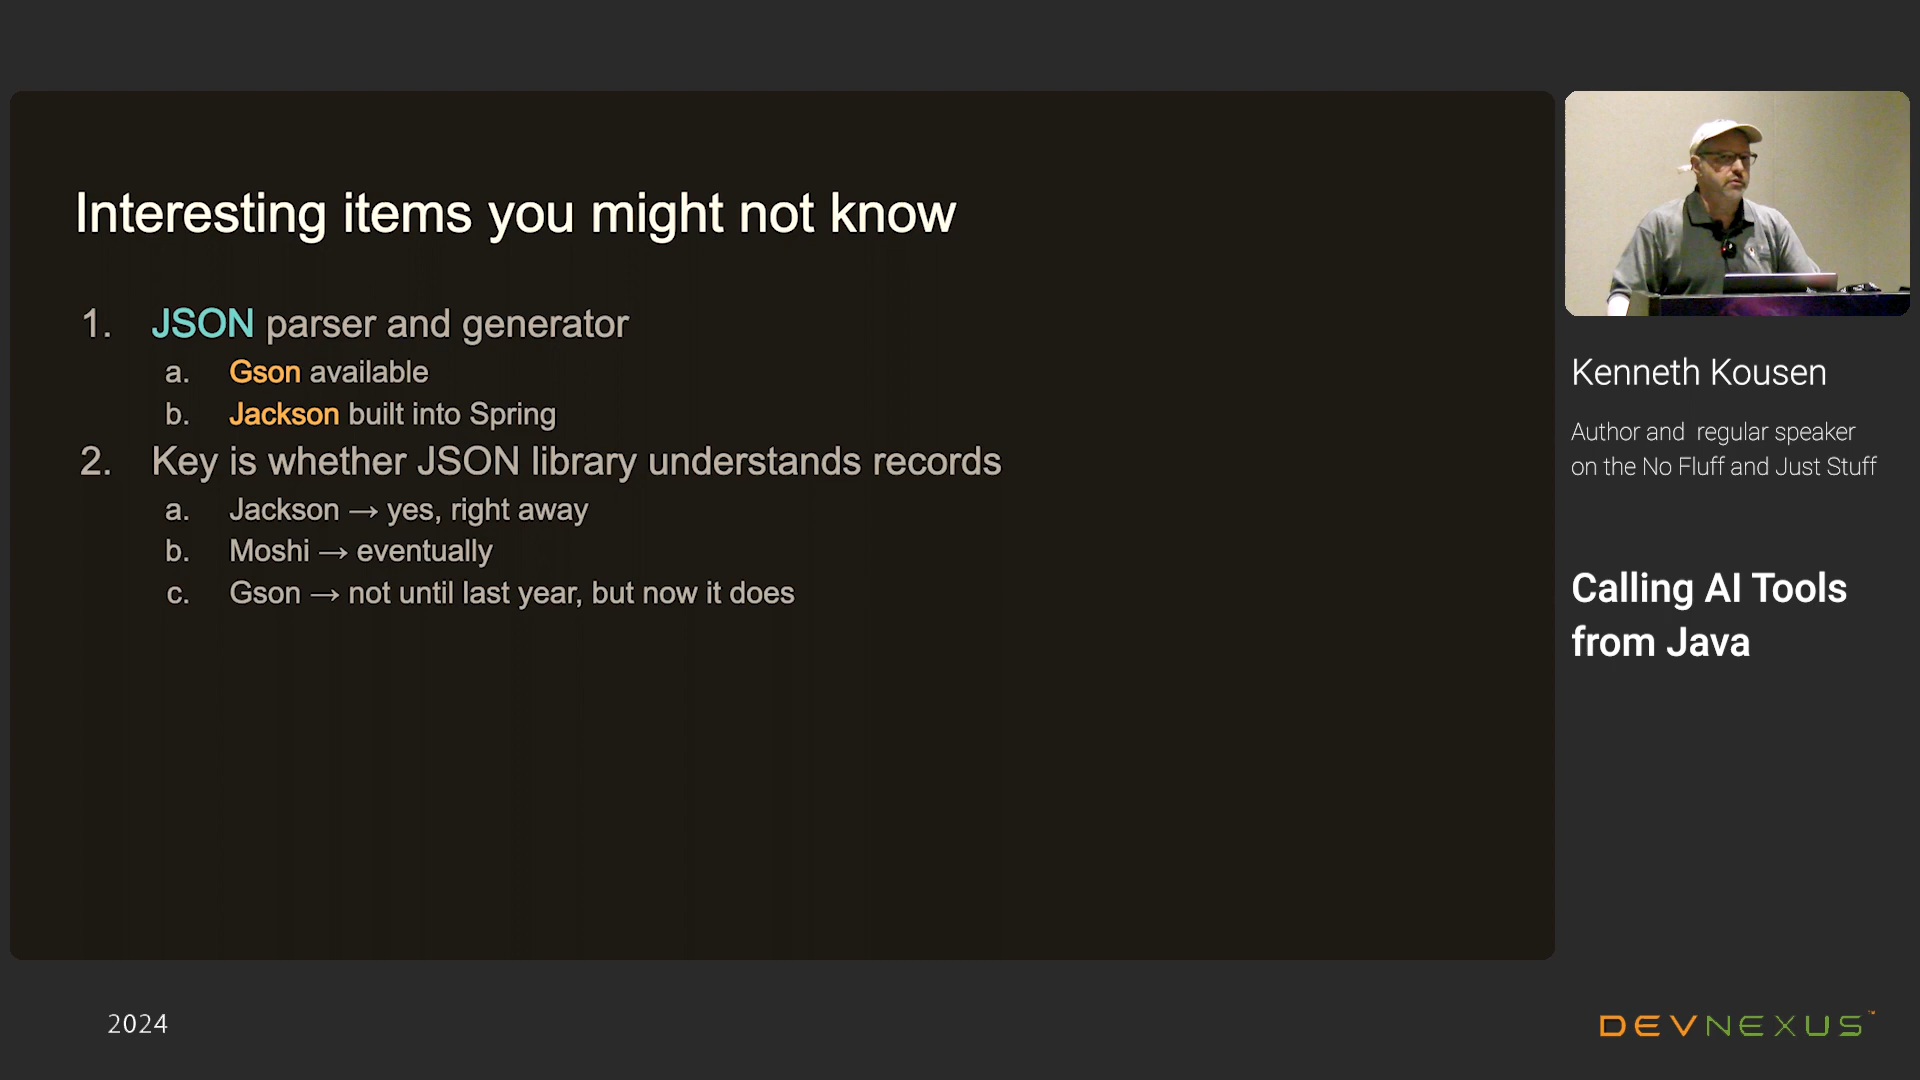 Interesting items you might not know
1. JSON parser and generator
a. Gson available
b. Jackson built into Spring
2. Key is whether JSON library understands records
a. Jackson → yes, right away
b. Moshi → eventually
c. Gson → not until last year, but now it does
Kenneth Kousen
Author and regular speaker
on the No Fluff and Just Stuff
Calling AI Tools
from Java
2024
DEVNEXUS™